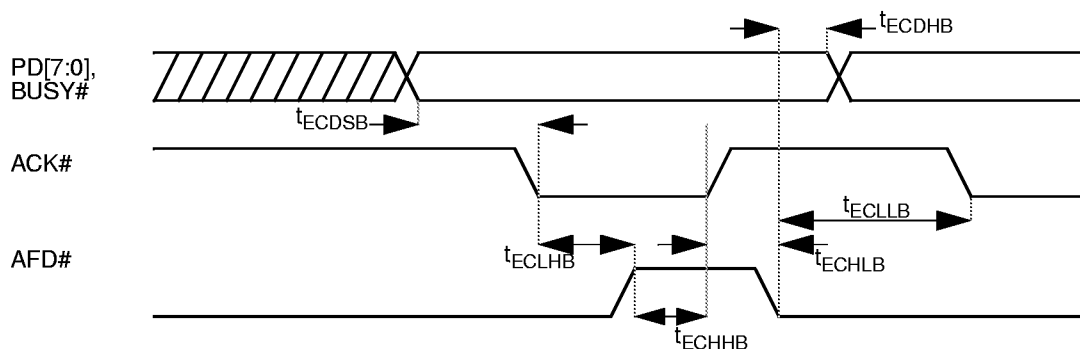 tECDHB
PD[7:0],
BUSY#
tECDSB
ACK#
tECLLB
AFD#
tECLHB
tECHLB
tECHHB